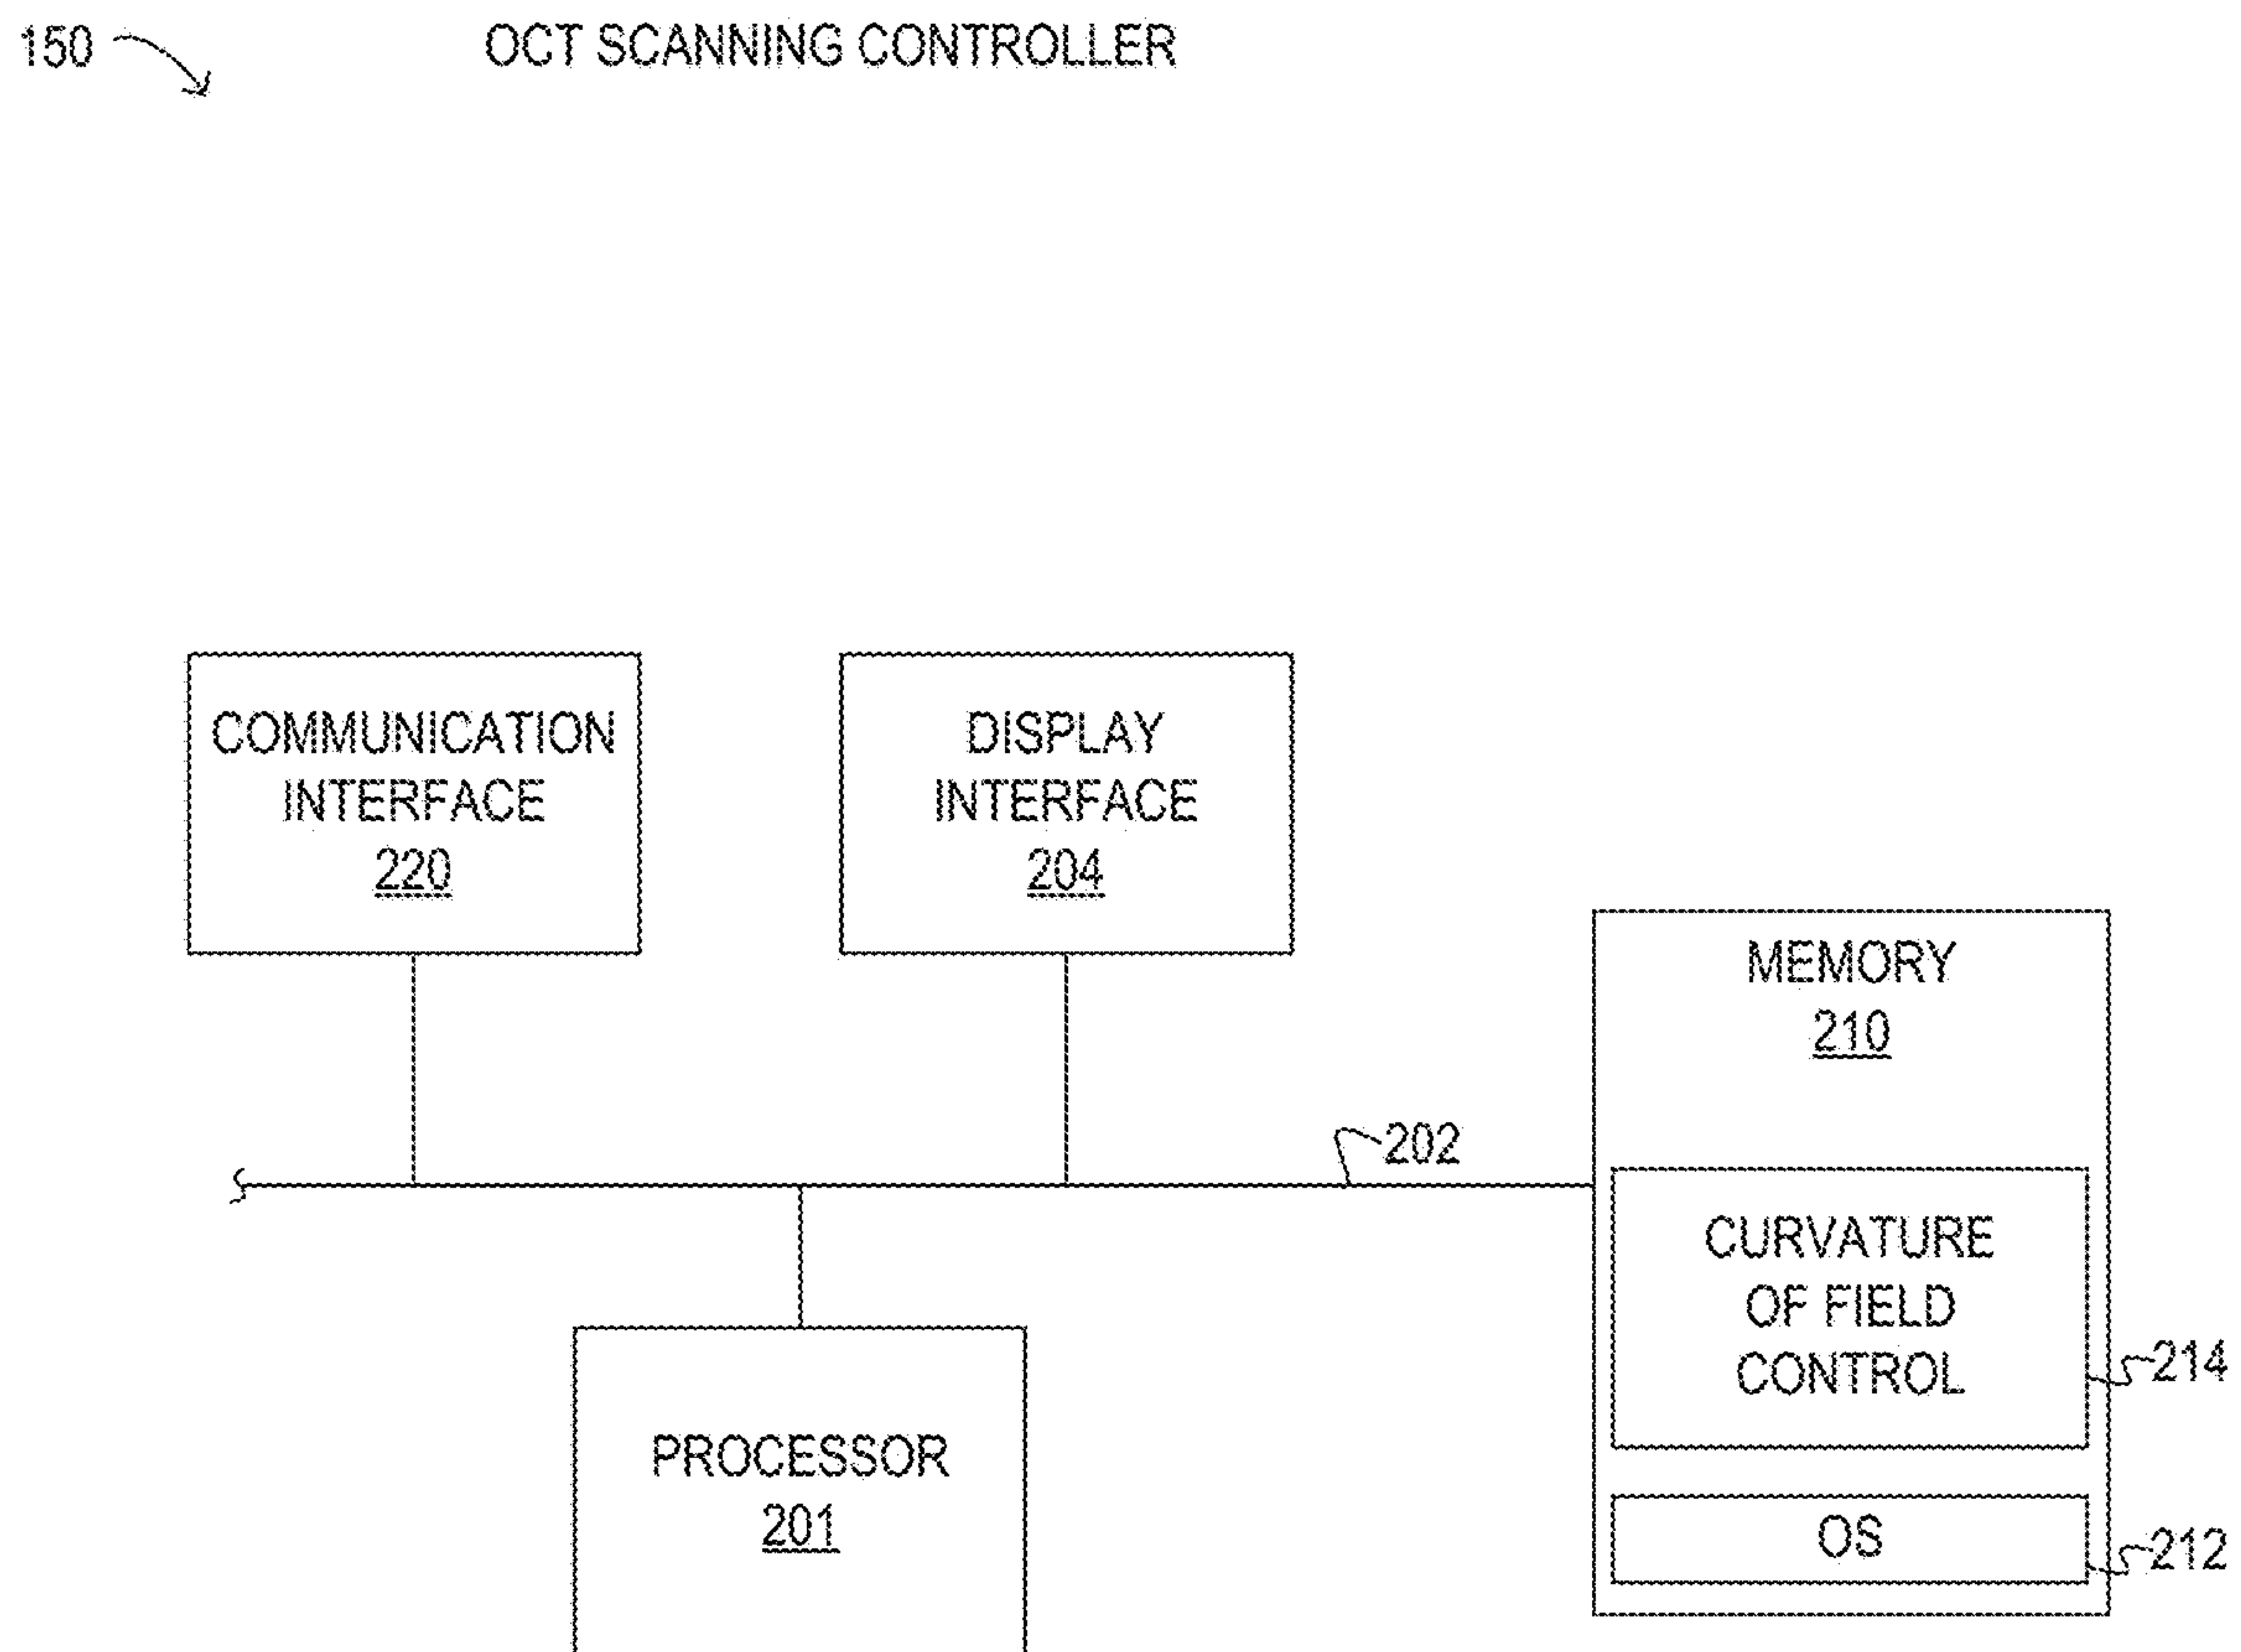 150
OCT SCANNING CONTROLLER
COMMUNICATION
INTERFACE
220
DISPLAY
INTERFACE
204
MEMORY
210
202
CURVATURE
OF FIELD
CONTROL
214
PROCESSOR
201
OS
212